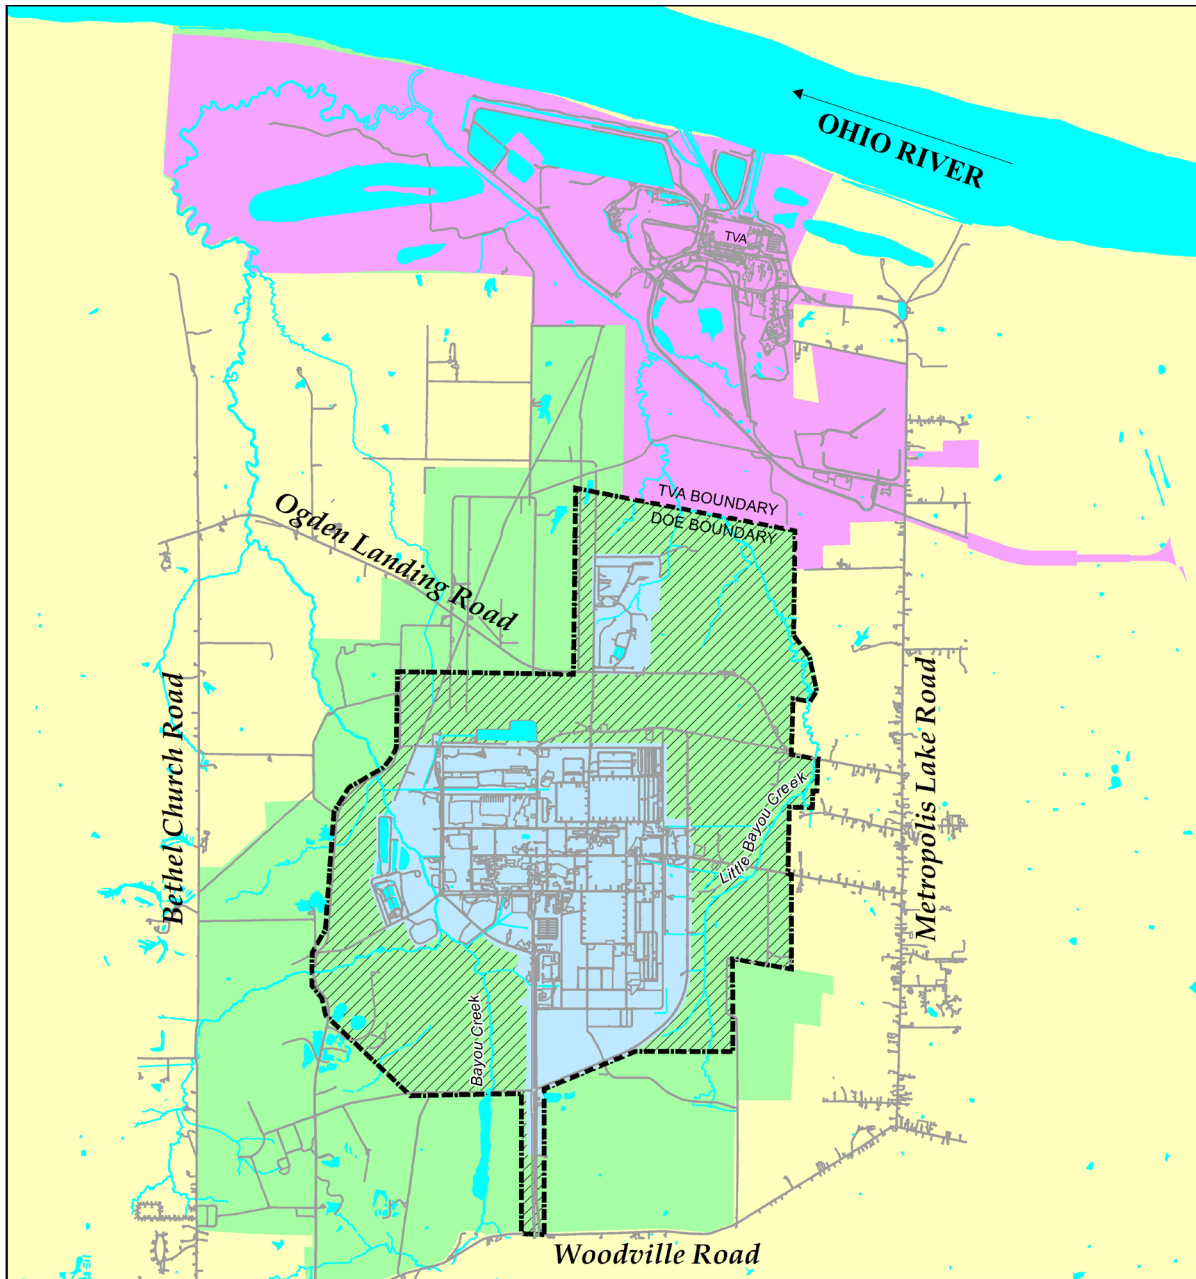 OHIO RIVER
TVA
TVA BOUNDARY
DOE BOUNDARY
Ogden Landing Road
Bethel Church Road
Metropolis Lake Road
Little Bayou Creek
Bayou Creek
Woodville Road